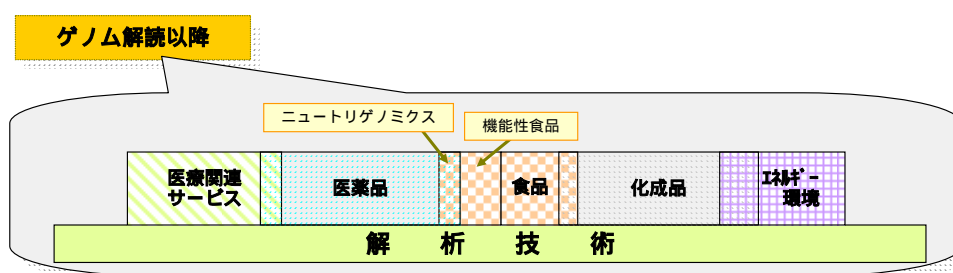 ゲノム解読以降
ニュートリゲノミクス
機能性食品
医療関連
サービス
医薬品
食品
化成品
ｴﾈﾙｷﾞｰ
環境
解析技術